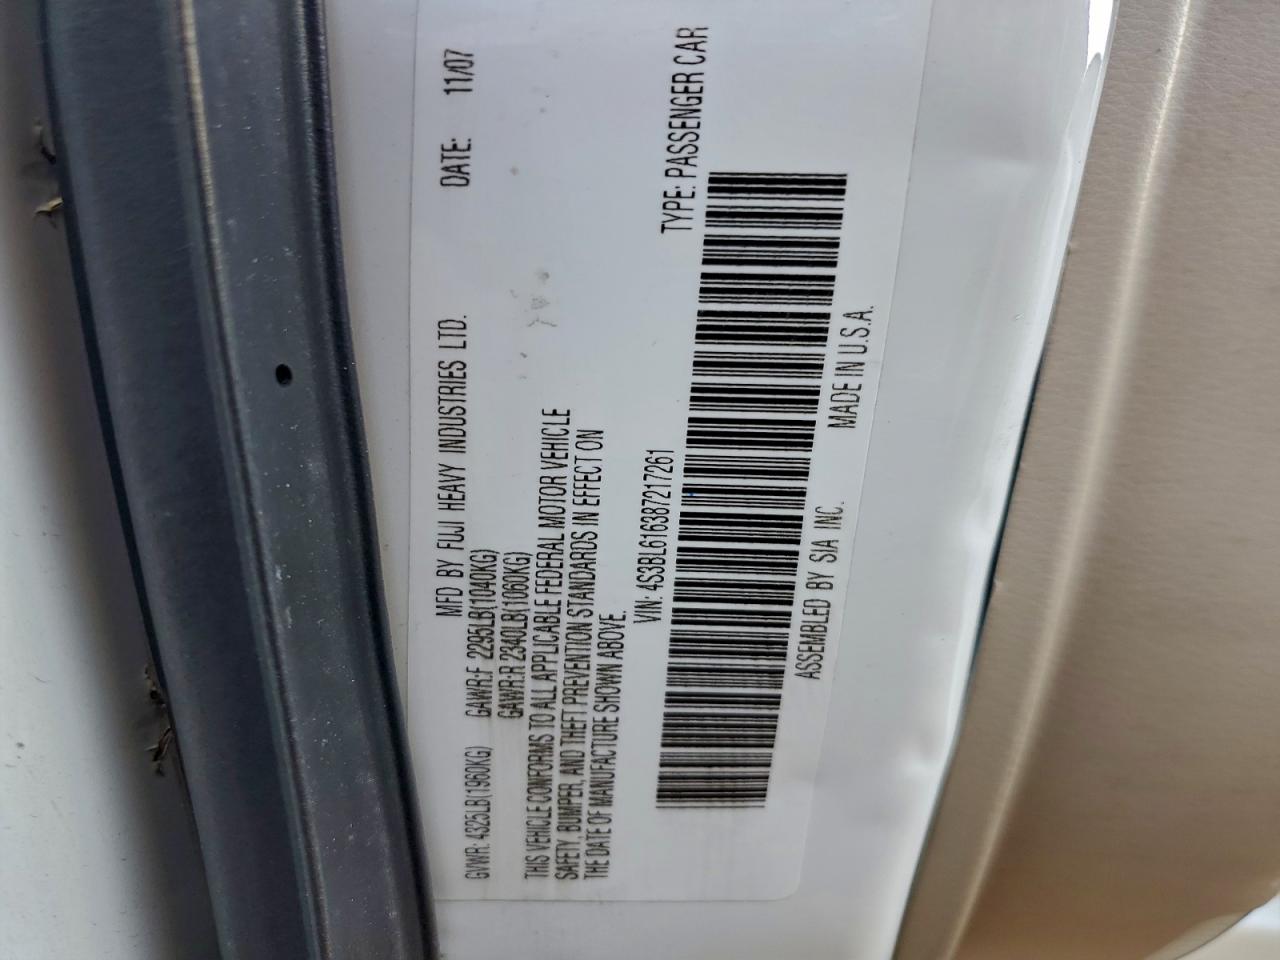 MFD BY FUJI HEAVY INDUSTRIES LTD. DATE: 11/07
GVWR: 4325LB(1960KG) GAWR:F 2295LB(1040KG)
GAWR:R 2340LB(1060KG)
THIS VEHICLE CONFORMS TO ALL APPLICABLE FEDERAL MOTOR VEHICLE
SAFETY, BUMPER, AND THEFT PREVENTION STANDARDS IN EFFECT ON
THE DATE OF MANUFACTURE SHOWN ABOVE.
VIN: 4S3BL616387217261 TYPE: PASSENGER CAR
ASSEMBLED BY SIA INC. MADE IN U.S.A.